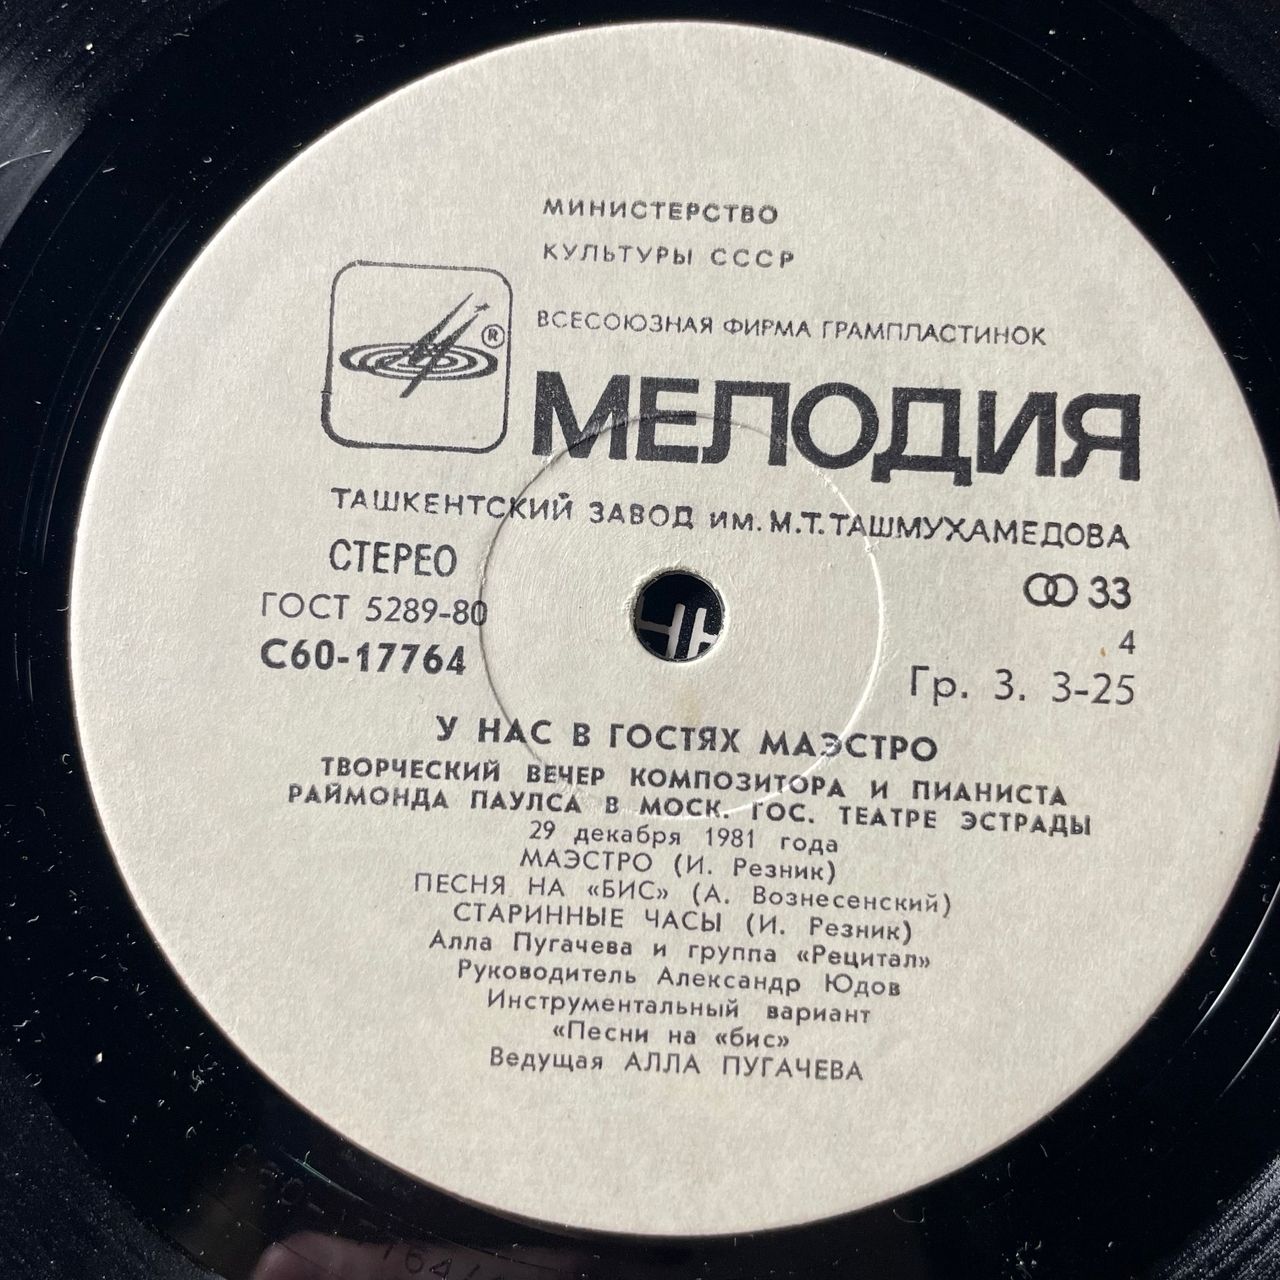 МИНИСТЕРСТВО
КУЛЬТУРЫ СССР
ВСЕСОЮЗНАЯ ФИРМА ГРАМПЛАСТИНОК
®
МЕЛОДИЯ
ТАШКЕНТСКИЙ ЗАВОД ИМ. М.Т. ТАШМУХАМЕДОВА
СТЕРЕО
33
ГОСТ 5289-80
4
С60-17764
Гр. 3. 3-25
У НАС В ГОСТЯХ МАЭСТРО
ТВОРЧЕСКИЙ ВЕЧЕР КОМПОЗИТОРА И ПИАНИСТА
РАЙМОНДА ПАУЛСА В МОСК. ГОС. ТЕАТРЕ ЭСТРАДЫ
29 декабря 1981 года
МАЭСТРО (И. Резник)
ПЕСНЯ НА «БИС» (А. Вознесенский)
СТАРИННЫЕ ЧАСЫ (И. Резник)
Алла Пугачева и группа «Рецитал»
Руководитель Александр Юдов
Инструментальный вариант
«Песни на «бис»
Ведущая АЛЛА ПУГАЧЕВА